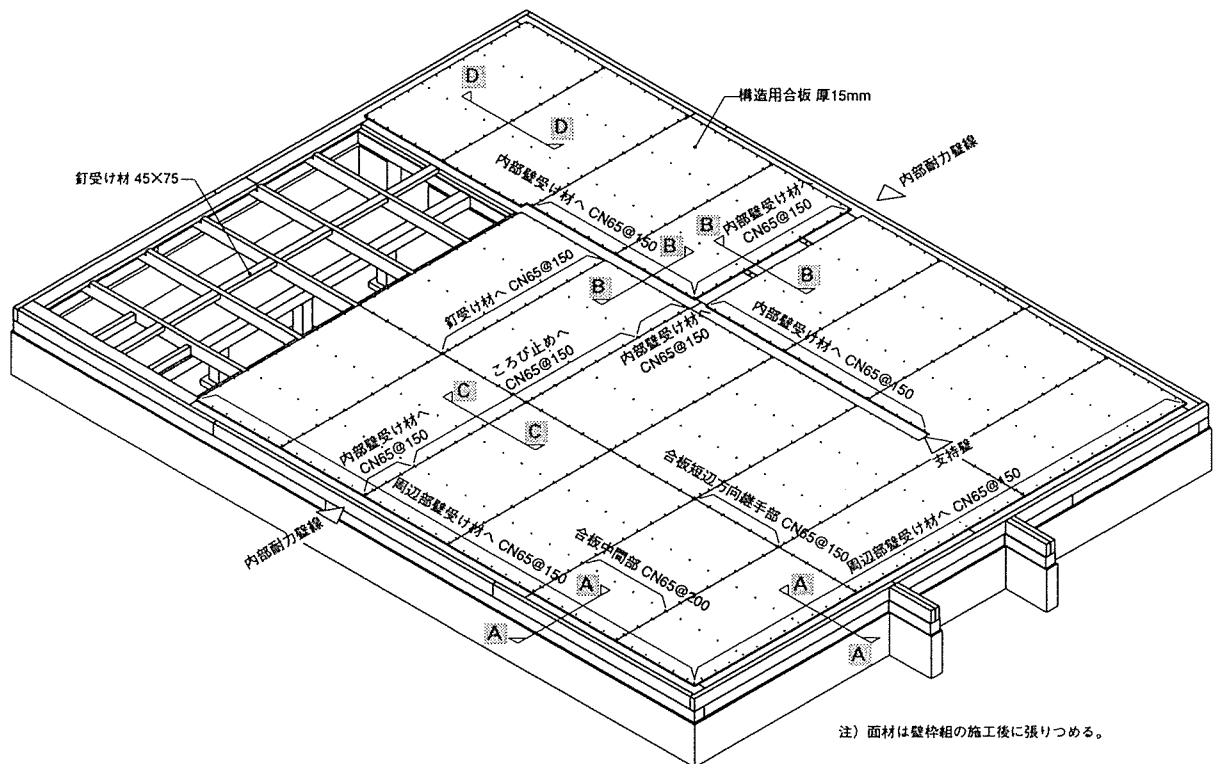 D
D
構造用合板 厚15mm
釘受け材 45×75
内部耐力壁線
内部壁受け材へ CN65@150
内部壁受け材へ
CN65@150
B
B
B
B
釘受け材へ CN65@150
ころび止めへ
CN65@150
内部壁受け材へ
CN65@150
内部壁受け材へ CN65@150
C
C
内部壁受け材へ
CN65@150
支持壁
周辺部壁受け材へ CN65@150
合板短辺方向継手部 CN65@150
周辺部壁受け材へ CN65@150
内部耐力壁線
合板中間部 CN65@200
A
A
A
A
注）面材は壁枠組の施工後に張りつめる。